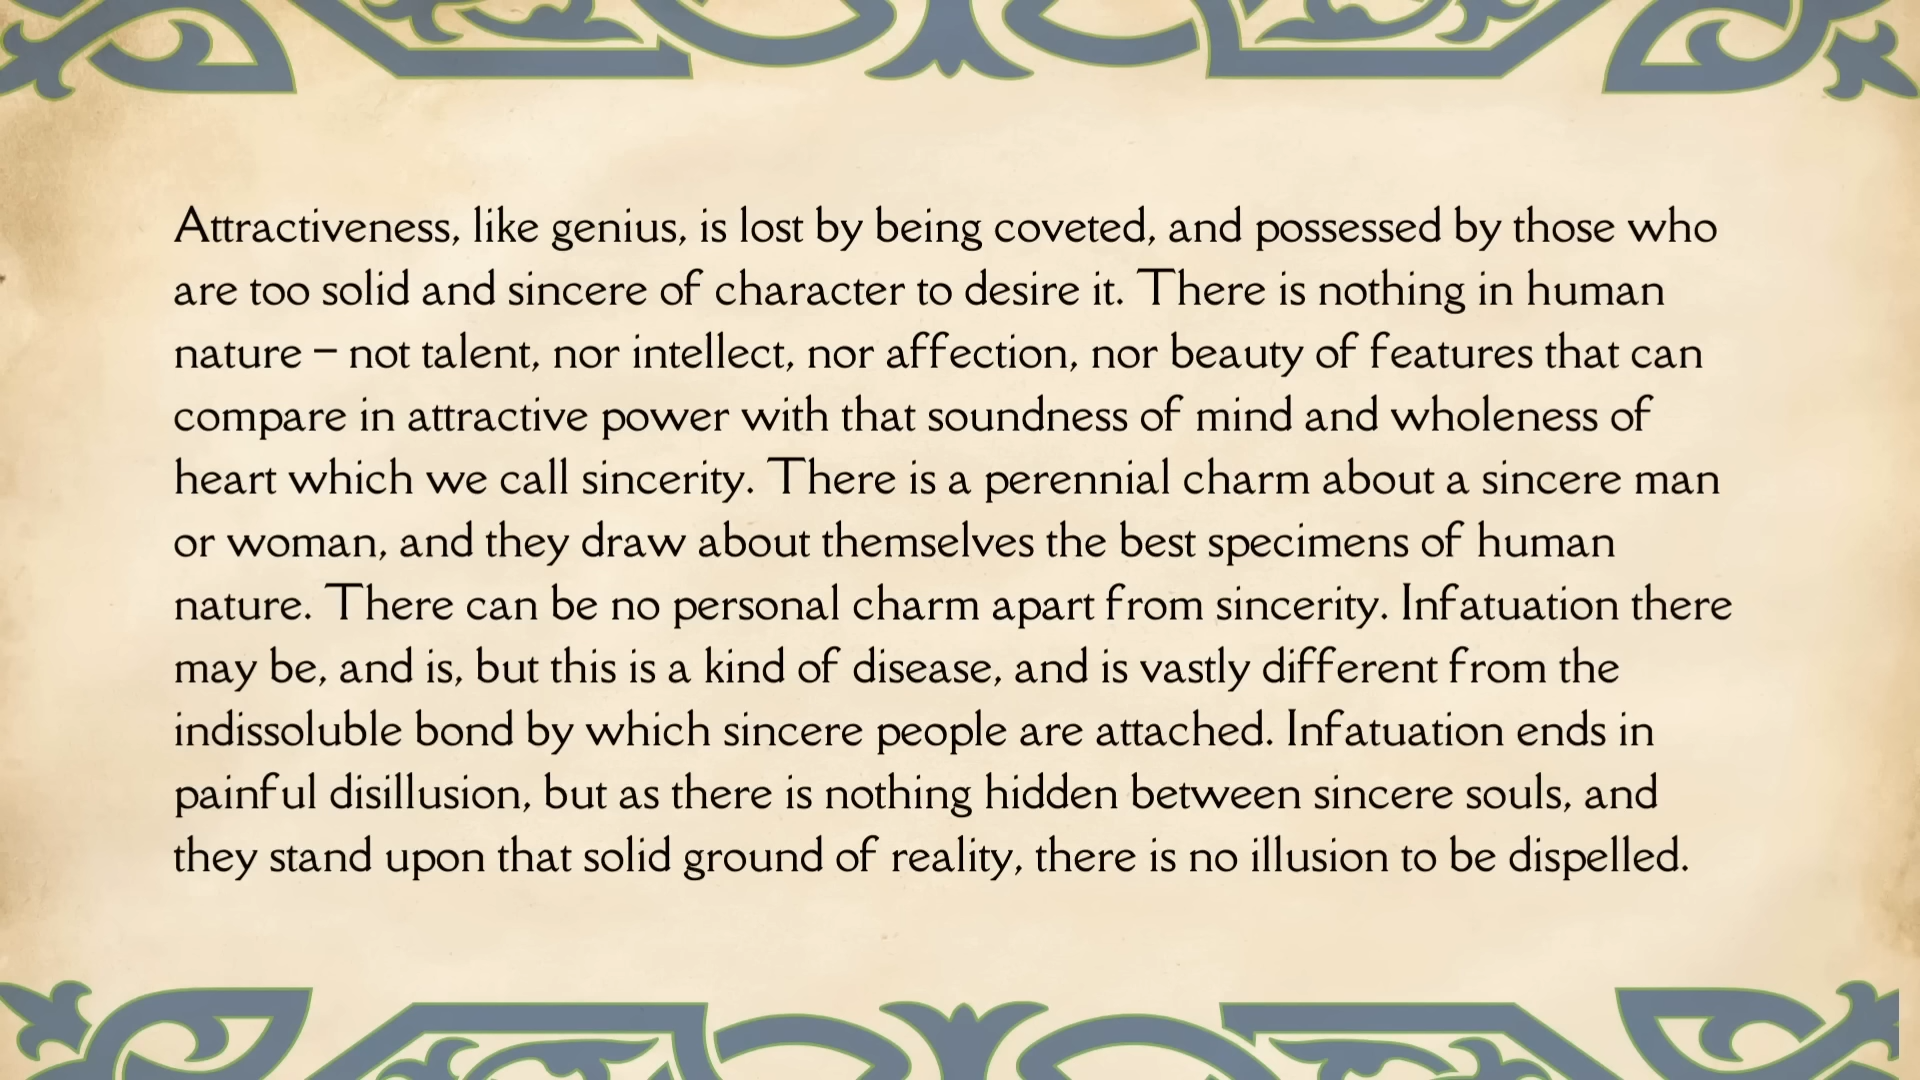 Attractiveness, like genius, is lost by being coveted, and possessed by those who
are too solid and sincere of character to desire it. There is nothing in human
nature – not talent, nor intellect, nor affection, nor beauty of features that can
compare in attractive power with that soundness of mind and wholeness of
heart which we call sincerity. There is a perennial charm about a sincere man
or woman, and they draw about themselves the best specimens of human
nature. There can be no personal charm apart from sincerity. Infatuation there
may be, and is, but this is a kind of disease, and is vastly different from the
indissoluble bond by which sincere people are attached. Infatuation ends in
painful disillusion, but as there is nothing hidden between sincere souls, and
they stand upon that solid ground of reality, there is no illusion to be dispelled.